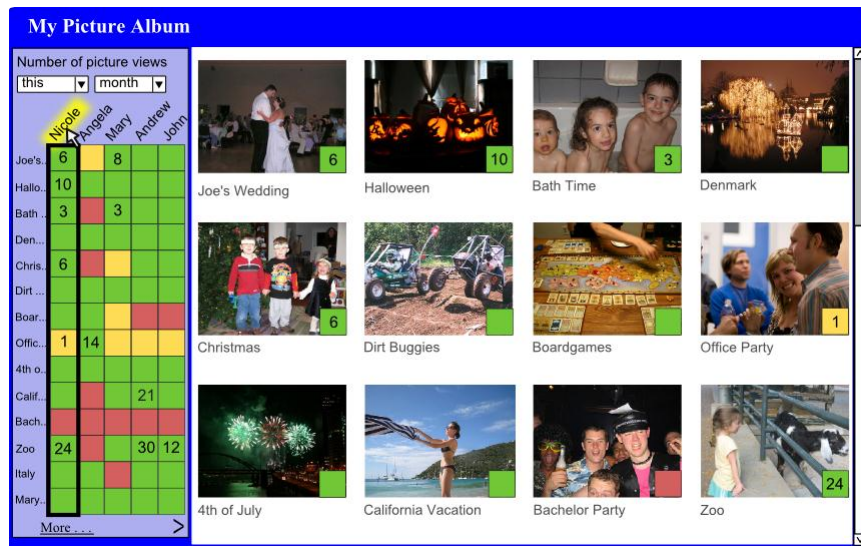 My Picture Album
Number of picture views
this month
Nicole Angela Mary Andrew John
Joe's.. 6 8
Hallo.. 10
Bath .. 3 3
Den...
Chris.. 6
Dirt ...
Boar..
Offic.. 1 14
4th o..
Calif.. 21
Bach..
Zoo 24 30 12
Italy
Mary..
More . . . >
6 10 3
Joe's Wedding Halloween Bath Time Denmark
6 1
Christmas Dirt Buggies Boardgames Office Party
24
4th of July California Vacation Bachelor Party Zoo